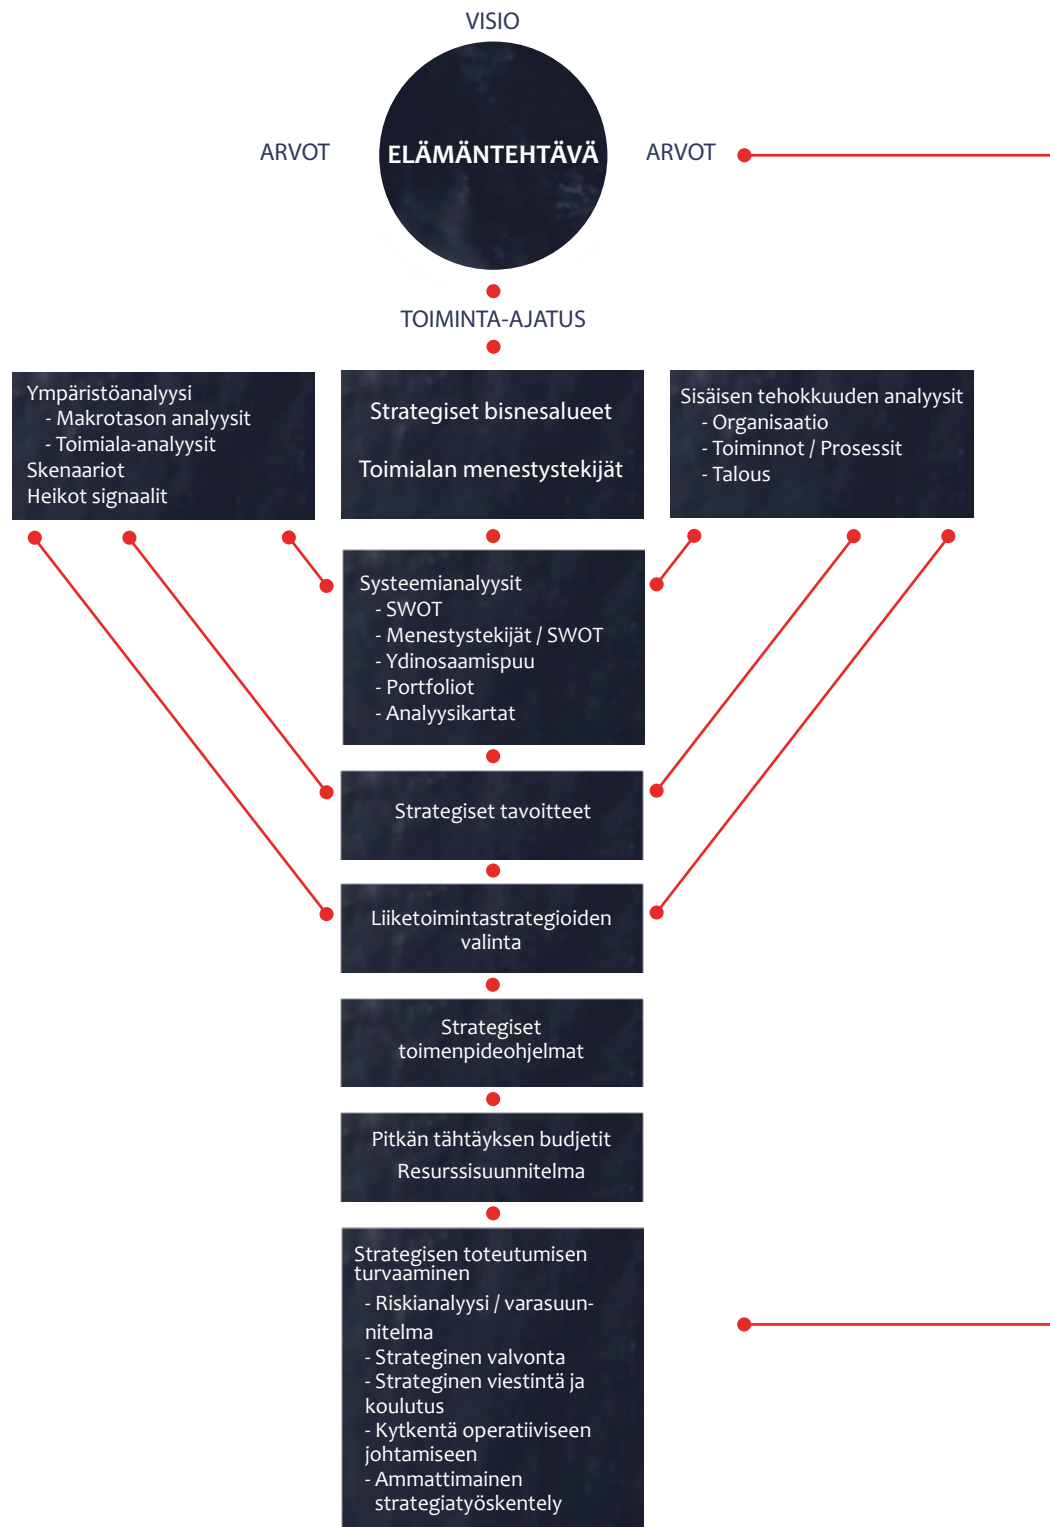 VISIO
ARVOT
ELÄMÄNTEHTÄVÄ
ARVOT
TOIMINTA-AJATUS
Ympäristöanalyysi
- Makrotason analyysit
- Toimiala-analyysit
Skenaariot
Heikot signaalit
Strategiset bisnesalueet
Toimialan menestystekijät
Sisäisen tehokkuuden analyysit
- Organisaatio
- Toiminnot / Prosessit
- Talous
Systeemianalyysit
- SWOT
- Menestystekijät / SWOT
- Ydinosaamispuu
- Portfoliot
- Analyysikartat
Strategiset tavoitteet
Liiketoimintastrategioiden
valinta
Strategiset
toimenpideohjelmat
Pitkän tähtäyksen budjetit
Resurssisuunnitelma
Strategisen toteutumisen
turvaaminen
- Riskianalyysi / varasuun-
nitelma
- Strateginen valvonta
- Strateginen viestintä ja
koulutus
- Kytkentä operatiiviseen
johtamiseen
- Ammattimainen
strategiatyöskentely